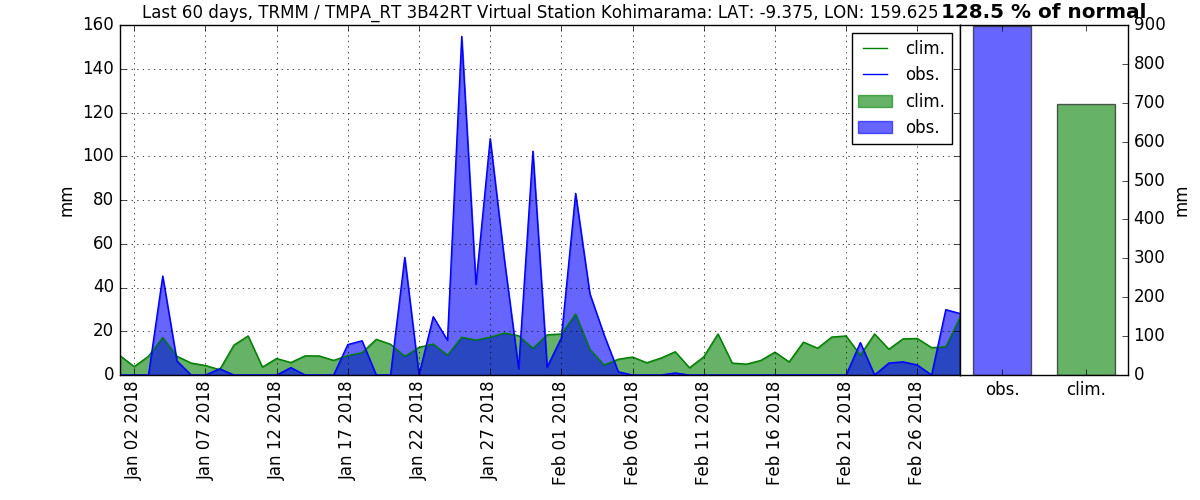 Last 60 days, TRMM / TMPA_RT 3B42RT Virtual Station Kohimarama: LAT: -9.375, LON: 159.625
128.5 % of normal
160
140
120
100
80
60
40
20
0
mm
clim.
obs.
clim.
obs.
900
800
700
600
500
400
300
200
100
0
mm
Jan 02 2018
Jan 07 2018
Jan 12 2018
Jan 17 2018
Jan 22 2018
Jan 27 2018
Feb 01 2018
Feb 06 2018
Feb 11 2018
Feb 16 2018
Feb 21 2018
Feb 26 2018
obs.
clim.